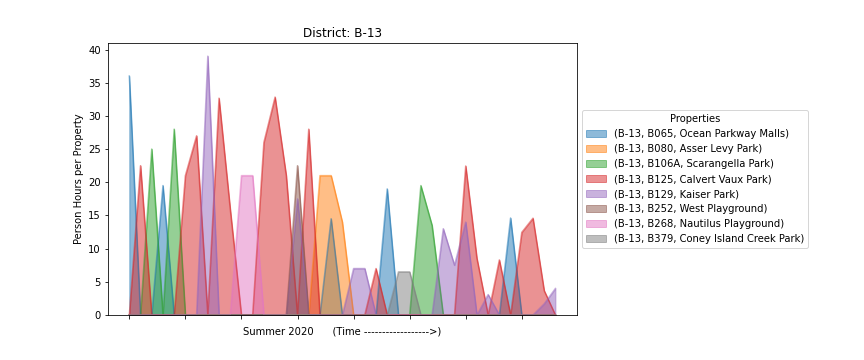 District: B-13
Person Hours per Property
40
35
30
25
20
15
10
5
0
Summer 2020 (Time ------------------>)
Properties
(B-13, B065, Ocean Parkway Malls)
(B-13, B080, Asser Levy Park)
(B-13, B106A, Scarangella Park)
(B-13, B125, Calvert Vaux Park)
(B-13, B129, Kaiser Park)
(B-13, B252, West Playground)
(B-13, B268, Nautilus Playground)
(B-13, B379, Coney Island Creek Park)